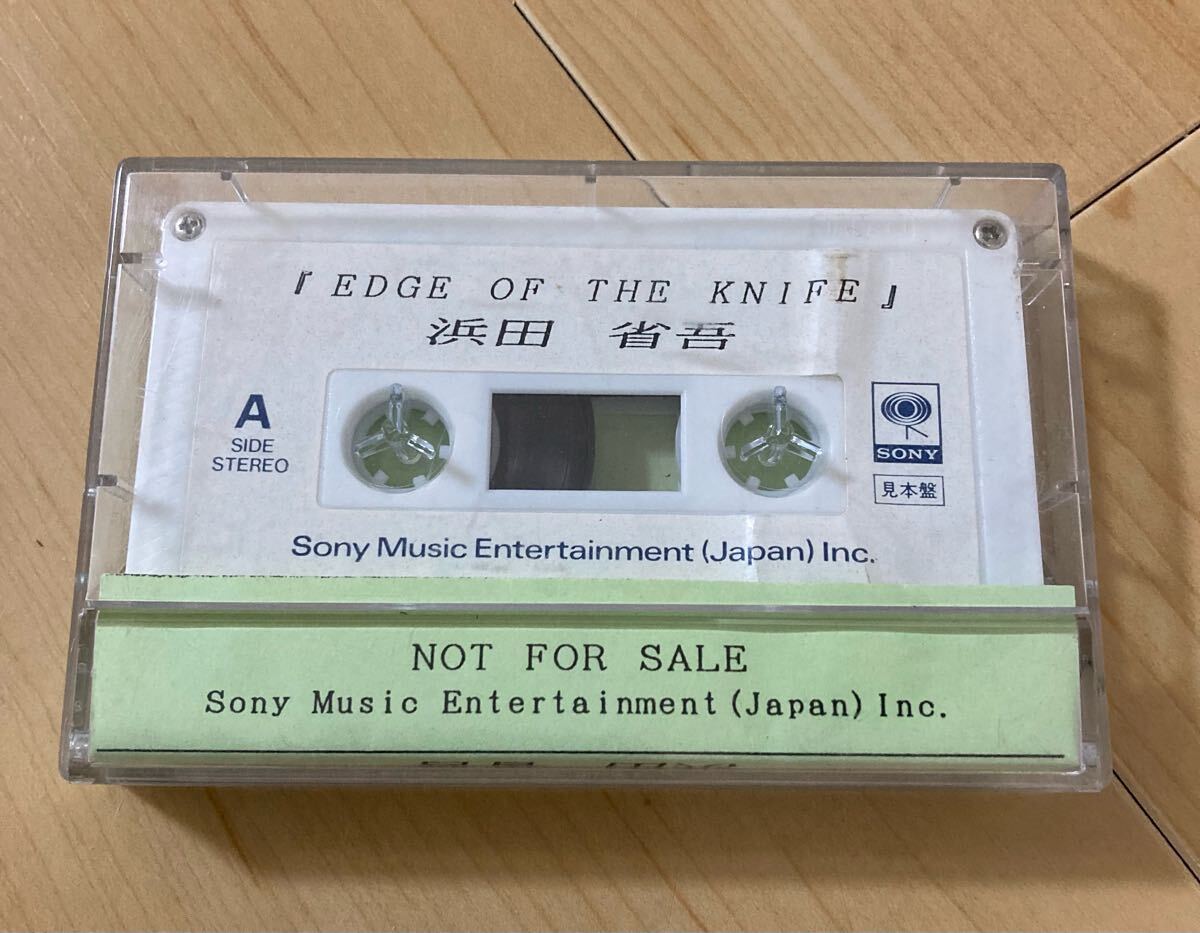 『EDGE OF THE KNIFE』
浜田 省吾
A
SIDE
STEREO
SONY
見本盤
Sony Music Entertainment (Japan) Inc.
NOT FOR SALE
Sony Music Entertainment (Japan) Inc.